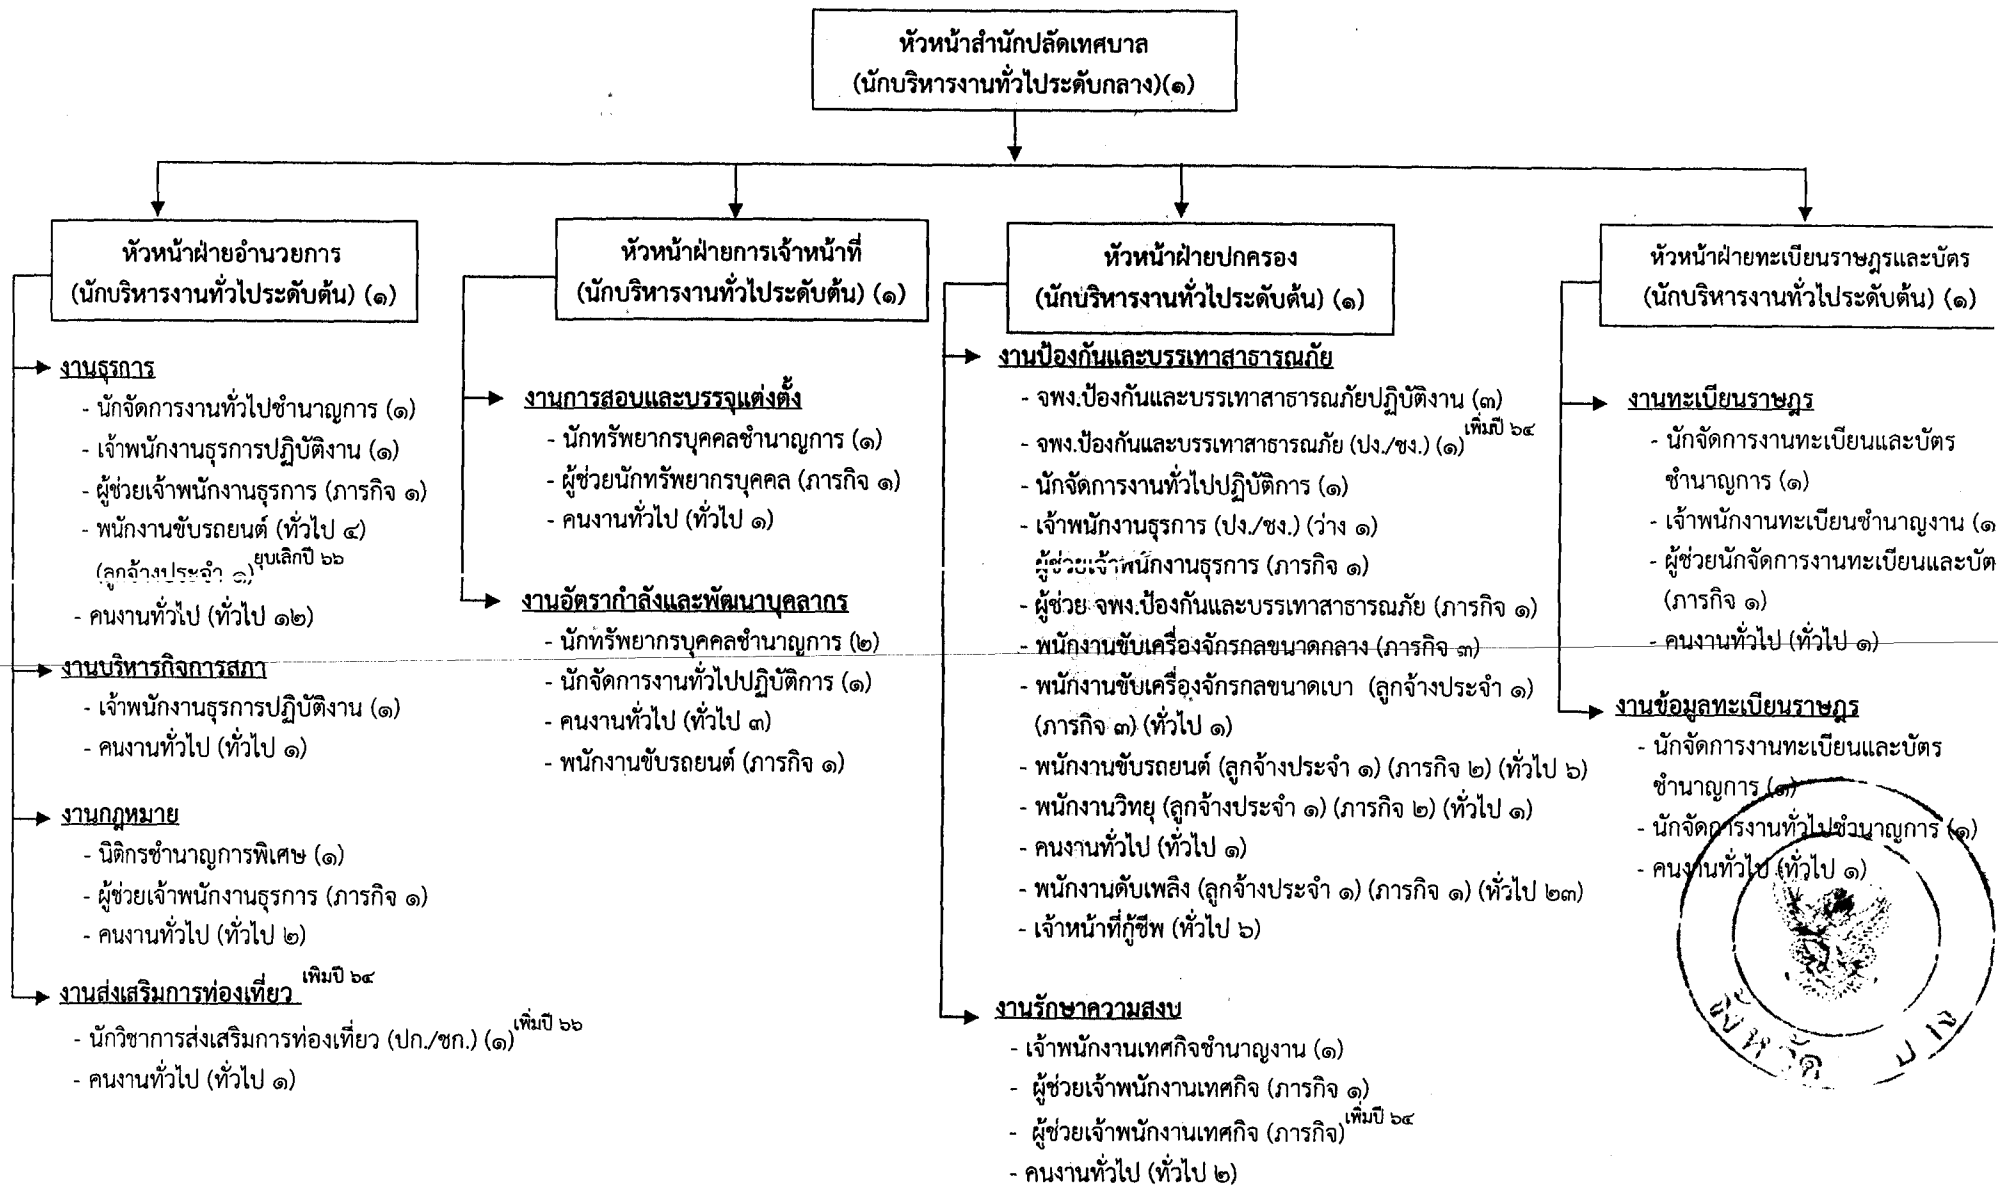 หัวหน้าสำนักปลัดเทศบาล
(นักบริหารงานทั่วไประดับกลาง)(๑)
หัวหน้าฝ่ายอำนวยการ
(นักบริหารงานทั่วไประดับต้น) (๑)
งานธุรการ
- นักจัดการงานทั่วไปชำนาญการ (๑)
- เจ้าพนักงานธุรการปฏิบัติงาน (๑)
- ผู้ช่วยเจ้าพนักงานธุรการ (ภารกิจ ๑)
- พนักงานขับรถยนต์ (ทั่วไป ๔)
(ลูกจ้างประจำ ๑) ยุบเลิกปี ๖๖
- คนงานทั่วไป (ทั่วไป ๑๒)
งานบริหารกิจการสภา
- เจ้าพนักงานธุรการปฏิบัติงาน (๑)
- คนงานทั่วไป (ทั่วไป ๑)
งานกฎหมาย
- นิติกรชำนาญการพิเศษ (๑)
- ผู้ช่วยเจ้าพนักงานธุรการ (ภารกิจ ๑)
- คนงานทั่วไป (ทั่วไป ๒)
งานส่งเสริมการท่องเที่ยว เพิ่มปี ๖๔
- นักวิชาการส่งเสริมการท่องเที่ยว (ปก./ชก.) (๑) เพิ่มปี ๖๖
- คนงานทั่วไป (ทั่วไป ๑)
หัวหน้าฝ่ายการเจ้าหน้าที่
(นักบริหารงานทั่วไประดับต้น) (๑)
งานการสอบและบรรจุแต่งตั้ง
- นักทรัพยากรบุคคลชำนาญการ (๑)
- ผู้ช่วยนักทรัพยากรบุคคล (ภารกิจ ๑)
- คนงานทั่วไป (ทั่วไป ๑)
งานอัตรากำลังและพัฒนาบุคลากร
- นักทรัพยากรบุคคลชำนาญการ (๒)
- นักจัดการงานทั่วไปปฏิบัติการ (๑)
- คนงานทั่วไป (ทั่วไป ๓)
- พนักงานขับรถยนต์ (ภารกิจ ๑)
หัวหน้าฝ่ายปกครอง
(นักบริหารงานทั่วไประดับต้น) (๑)
งานป้องกันและบรรเทาสาธารณภัย
- จพง.ป้องกันและบรรเทาสาธารณภัยปฏิบัติงาน (๓)
- จพง.ป้องกันและบรรเทาสาธารณภัย (ปง./ชง.) (๑) เพิ่มปี ๖๔
- นักจัดการงานทั่วไปปฏิบัติการ (๑)
- เจ้าพนักงานธุรการ (ปง./ชง.) (ว่าง ๑)
ผู้ช่วยเจ้าพนักงานธุรการ (ภารกิจ ๑)
- ผู้ช่วย จพง.ป้องกันและบรรเทาสาธารณภัย (ภารกิจ ๑)
- พนักงานขับเครื่องจักรกลขนาดกลาง (ภารกิจ ๓)
- พนักงานขับเครื่องจักรกลขนาดเบา (ลูกจ้างประจำ ๑)
(ภารกิจ ๓) (ทั่วไป ๑)
- พนักงานขับรถยนต์ (ลูกจ้างประจำ ๑) (ภารกิจ ๒) (ทั่วไป ๖)
- พนักงานวิทยุ (ลูกจ้างประจำ ๑) (ภารกิจ ๒) (ทั่วไป ๑)
- คนงานทั่วไป (ทั่วไป ๑)
- พนักงานดับเพลิง (ลูกจ้างประจำ ๑) (ภารกิจ ๑) (ทั่วไป ๒๓)
- เจ้าหน้าที่กู้ชีพ (ทั่วไป ๖)
งานรักษาความสงบ
- เจ้าพนักงานเทศกิจชำนาญงาน (๑)
- ผู้ช่วยเจ้าพนักงานเทศกิจ (ภารกิจ ๑)
- ผู้ช่วยเจ้าพนักงานเทศกิจ (ภารกิจ) เพิ่มปี ๖๔
- คนงานทั่วไป (ทั่วไป ๒)
หัวหน้าฝ่ายทะเบียนราษฎรและบัตร
(นักบริหารงานทั่วไประดับต้น) (๑)
งานทะเบียนราษฎร
- นักจัดการงานทะเบียนและบัตร
ชำนาญการ (๑)
- เจ้าพนักงานทะเบียนชำนาญงาน (๑
- ผู้ช่วยนักจัดการงานทะเบียนและบัต
(ภารกิจ ๑)
- คนงานทั่วไป (ทั่วไป ๑)
งานข้อมูลทะเบียนราษฎร
- นักจัดการงานทะเบียนและบัตร
ชำนาญการ (๑)
- นักจัดการงานทั่วไปชำนาญการ (๑)
- คนงานทั่วไป (ทั่วไป ๑)
จังหวัด